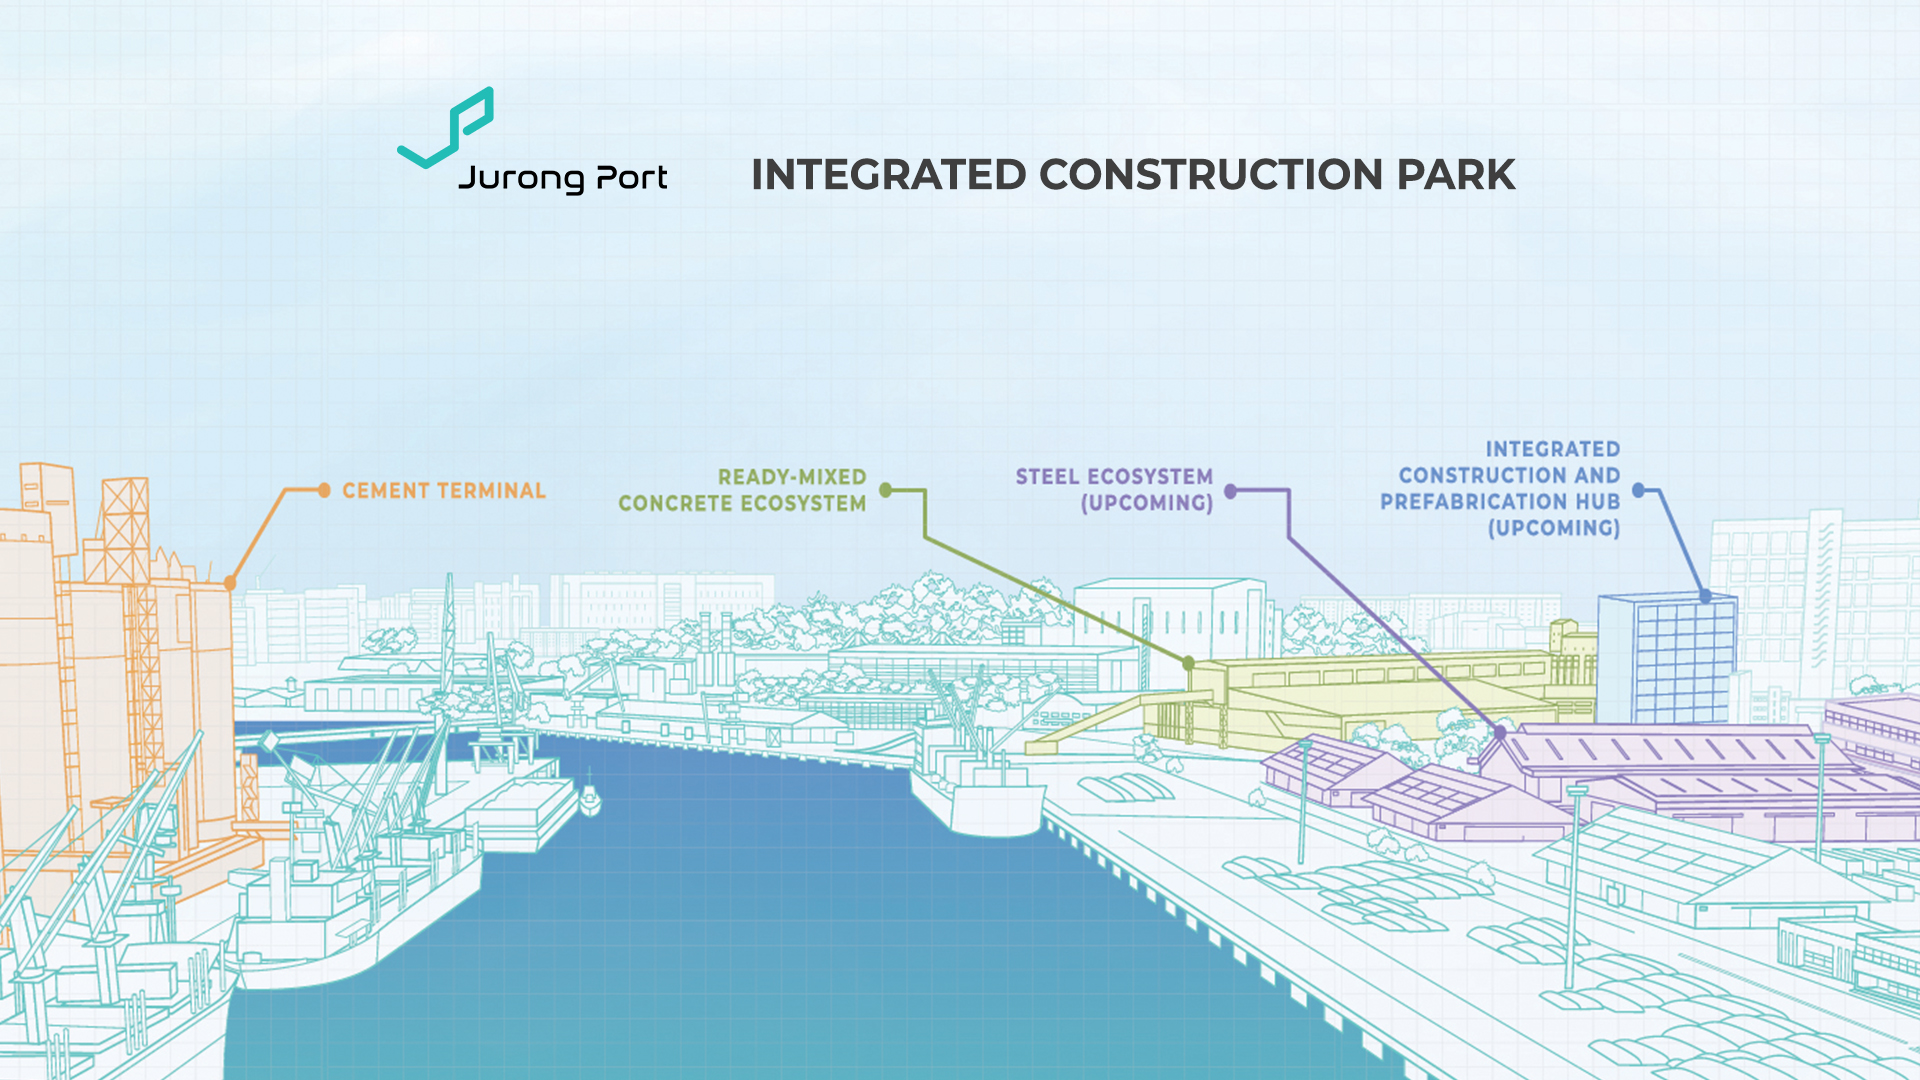 Jurong Port
INTEGRATED CONSTRUCTION PARK
CEMENT TERMINAL
READY-MIXED
CONCRETE ECOSYSTEM
STEEL ECOSYSTEM
(UPCOMING)
INTEGRATED
CONSTRUCTION AND
PREFABRICATION HUB
(UPCOMING)